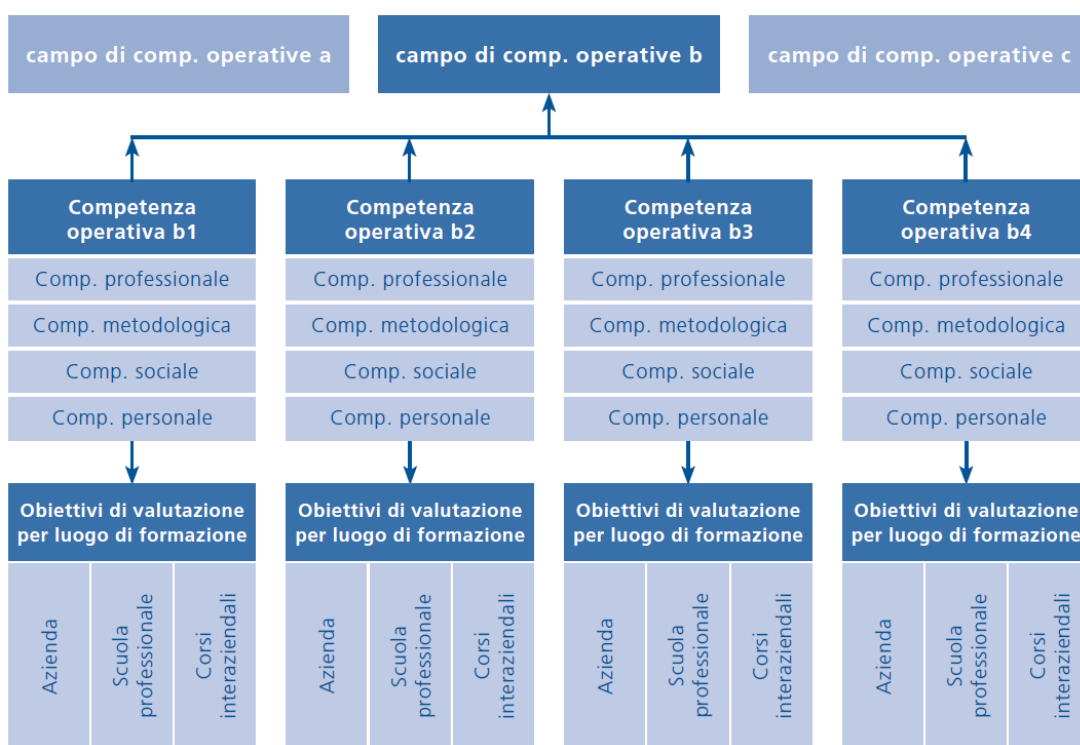 campo di comp. operative a
campo di comp. operative b
campo di comp. operative c
Competenza
operativa b1
Comp. professionale
Comp. metodologica
Comp. sociale
Comp. personale
Obiettivi di valutazione
per luogo di formazione
Azienda
Scuola
professionale
Corsi
interaziendali
Competenza
operativa b2
Comp. professionale
Comp. metodologica
Comp. sociale
Comp. personale
Obiettivi di valutazione
per luogo di formazione
Azienda
Scuola
professionale
Corsi
interaziendali
Competenza
operativa b3
Comp. professionale
Comp. metodologica
Comp. sociale
Comp. personale
Obiettivi di valutazione
per luogo di formazione
Azienda
Scuola
professionale
Corsi
interaziendali
Competenza
operativa b4
Comp. professionale
Comp. metodologica
Comp. sociale
Comp. personale
Obiettivi di valutazione
per luogo di formazione
Azienda
Scuola
professionale
Corsi
interaziendali